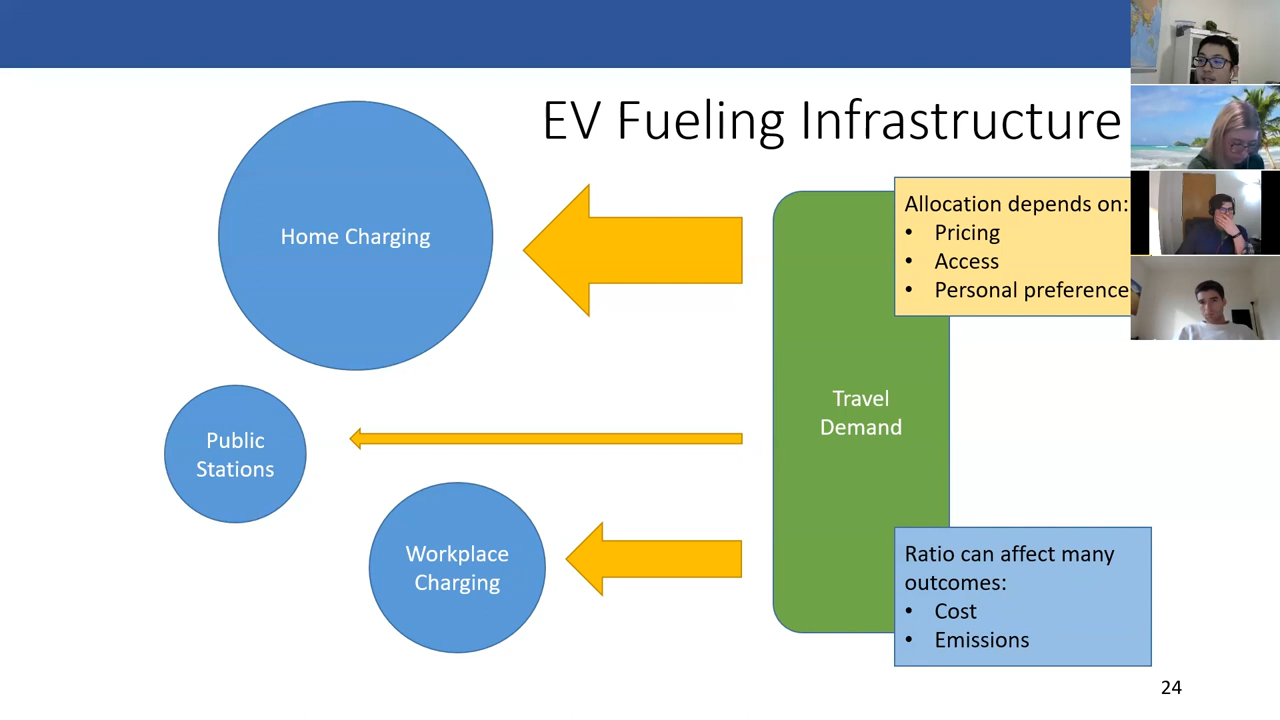 EV Fueling Infrastructure
Home Charging
Allocation depends on:
• Pricing
• Access
• Personal preference
Travel
Demand
Public
Stations
Workplace
Charging
Ratio can affect many
outcomes:
• Cost
• Emissions
24